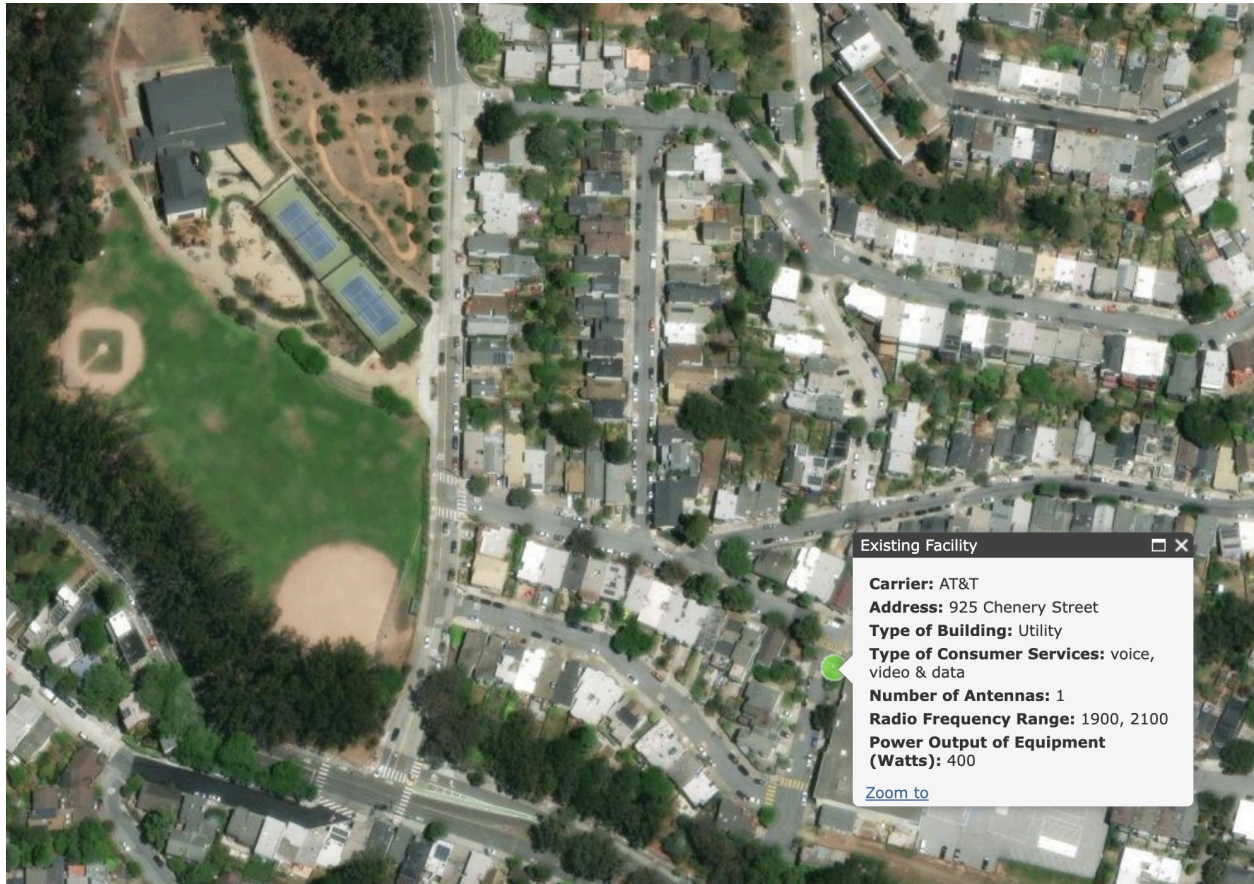 Existing Facility
Carrier: AT&T
Address: 925 Chenery Street
Type of Building: Utility
Type of Consumer Services: voice,
video & data
Number of Antennas: 1
Radio Frequency Range: 1900, 2100
Power Output of Equipment
(Watts): 400
Zoom to